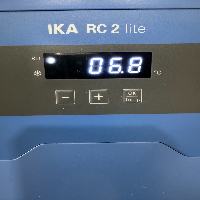 IKA RC 2 lite
06.8 °C
− +
OK